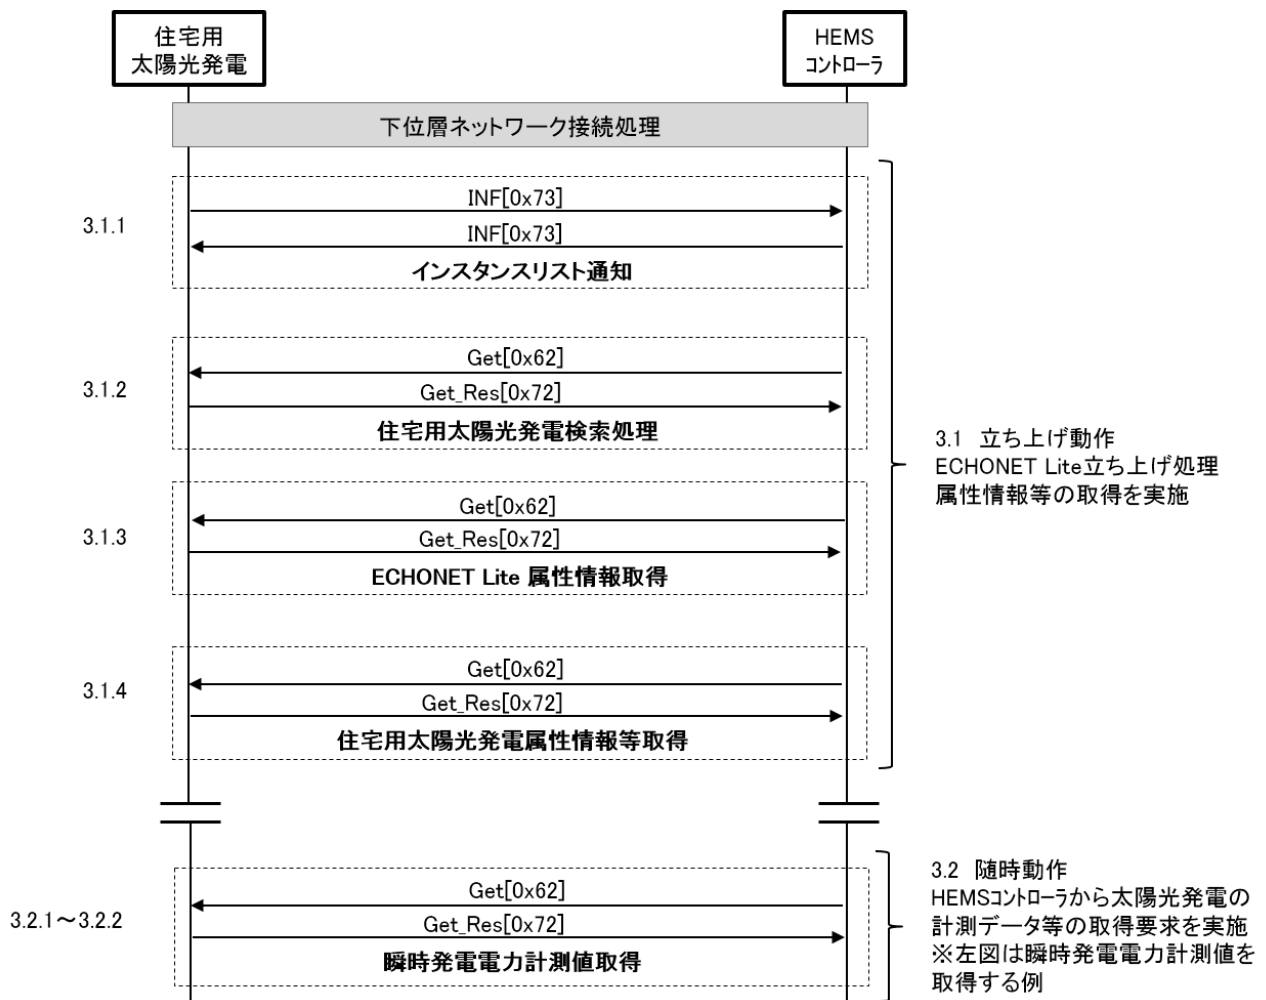 住宅用
太陽光発電
HEMS
コントローラ
下位層ネットワーク接続処理
3.1.1
INF[0x73]
INF[0x73]
インスタンスリスト通知
3.1.2
Get[0x62]
Get_Res[0x72]
住宅用太陽光発電検索処理
3.1.3
Get[0x62]
Get_Res[0x72]
ECHONET Lite 属性情報取得
3.1.4
Get[0x62]
Get_Res[0x72]
住宅用太陽光発電属性情報等取得
3.1 立ち上げ動作
ECHONET Lite立ち上げ処理
属性情報等の取得を実施
3.2.1～3.2.2
Get[0x62]
Get_Res[0x72]
瞬時発電電力計測値取得
3.2 随時動作
HEMSコントローラから太陽光発電の
計測データ等の取得要求を実施
※左図は瞬時発電電力計測値を
取得する例